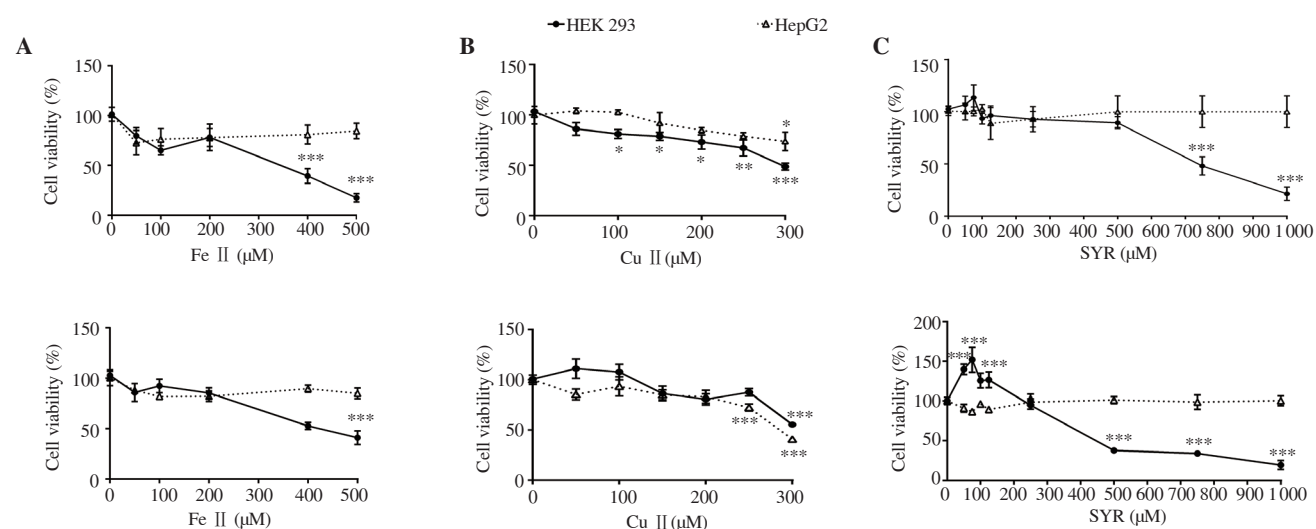 HEK 293 HepG2
A
150
100
50
0
Cell viability (%)
***
***
0 100 200 300 400 500
Fe II (μM)
B
150
100
50
0
Cell viability (%)
*
* * * ** ***
0 100 200 300
Cu II (μM)
C
150
100
50
0
Cell viability (%)
***
***
0 100 200 300 400 500 600 700 800 900 1 000
SYR (μM)
150
100
50
0
Cell viability (%)
***
0 100 200 300 400 500
Fe II (μM)
150
100
50
0
Cell viability (%)
***
***
***
0 100 200 300
Cu II (μM)
200
150
100
50
0
Cell viability (%)
***
*** ***
*** ***
***
0 100 200 300 400 500 600 700 800 900 1 000
SYR (μM)